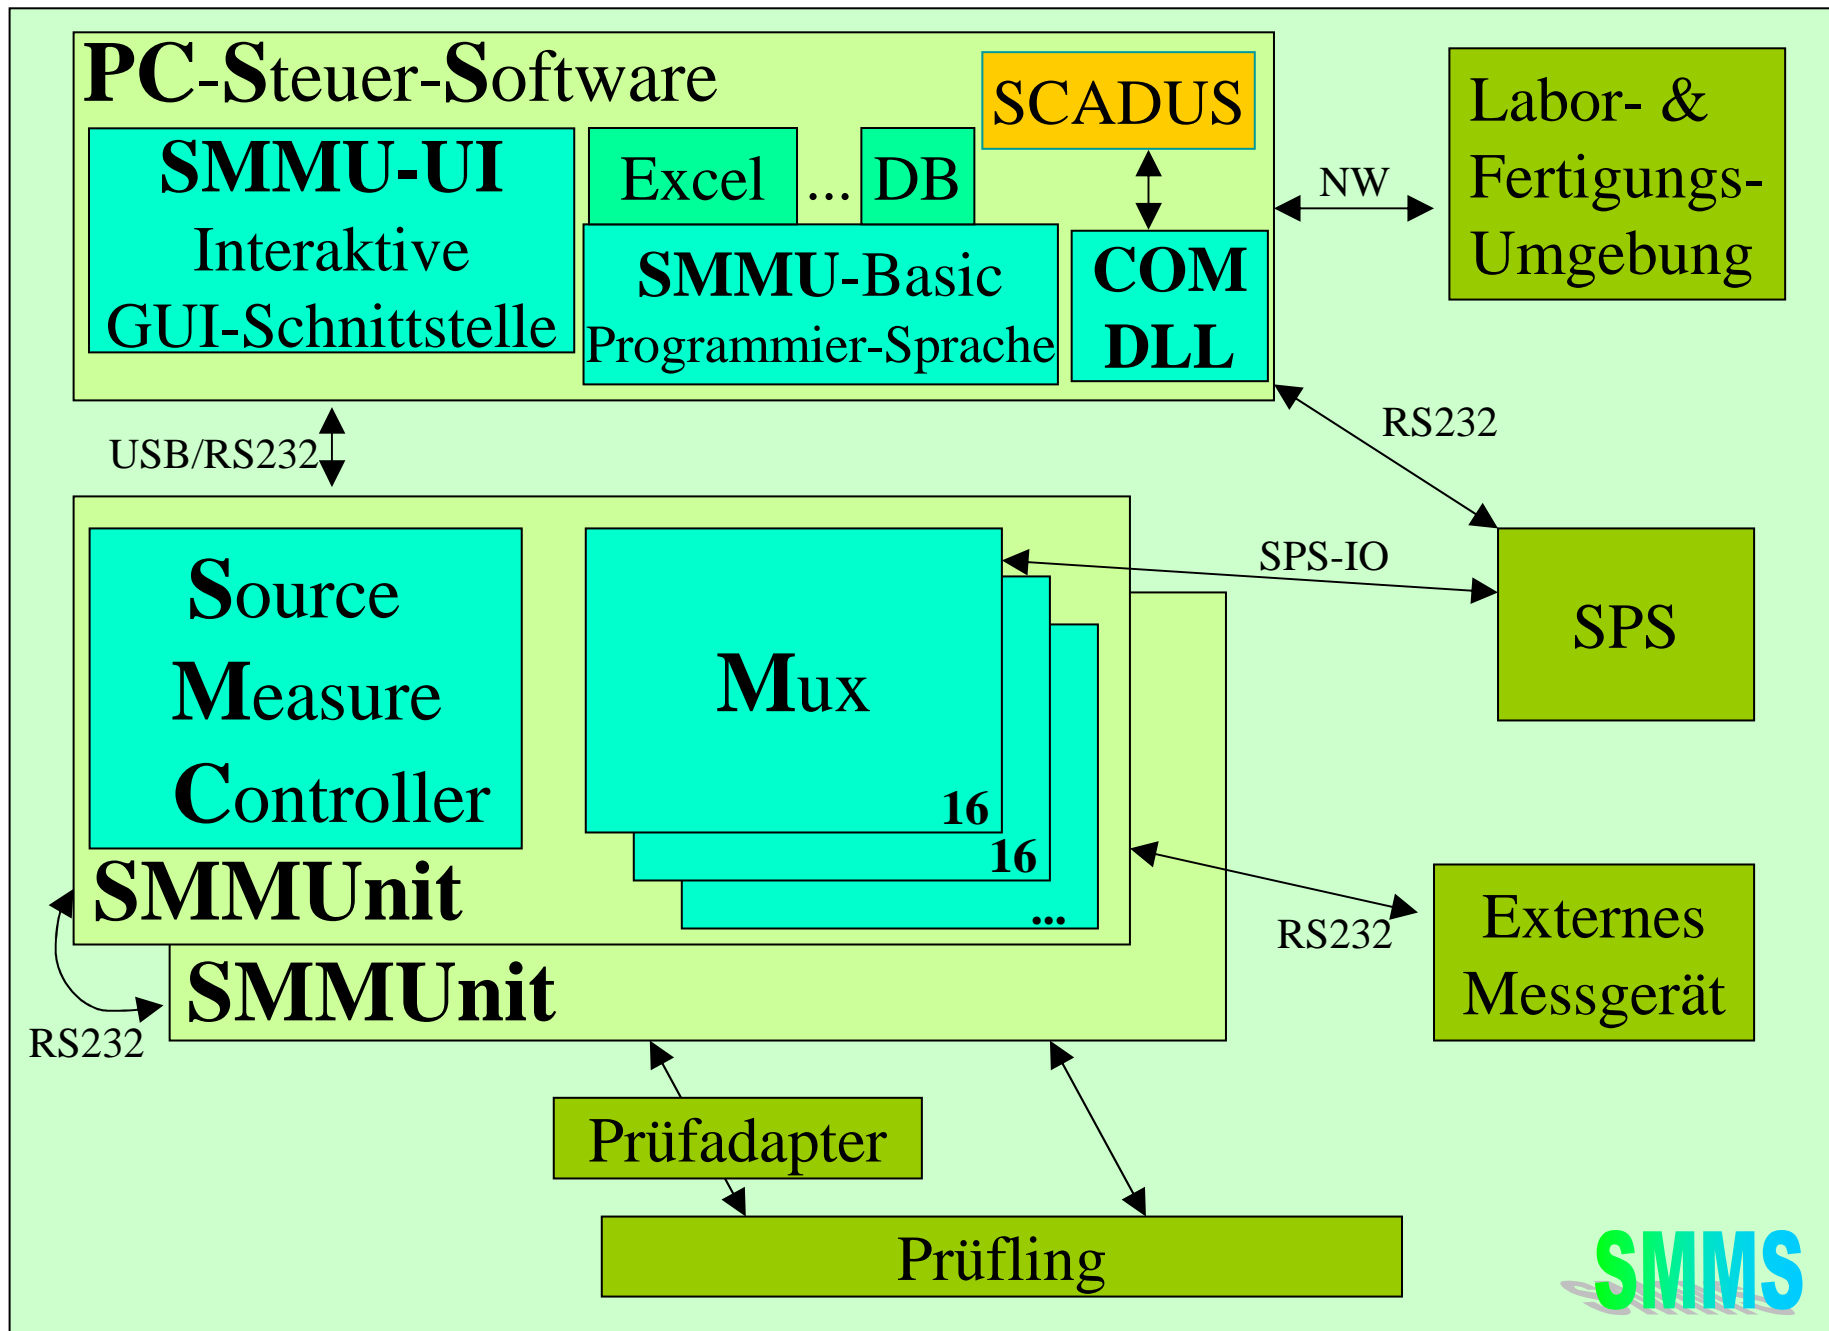 PC-Steuer-Software
SCADUS
SMMU-UI
Interaktive
GUI-Schnittstelle
Excel ... DB
SMMU-Basic
Programmier-Sprache
COM
DLL
NW
Labor- &
Fertigungs-
Umgebung
USB/RS232
RS232
Source
Measure
Controller
Mux
16
16
...
SPS-IO
SPS
SMMUnit
SMMUnit
RS232
RS232
Externes
Messgerät
Prüfadapter
Prüfling
SMMS